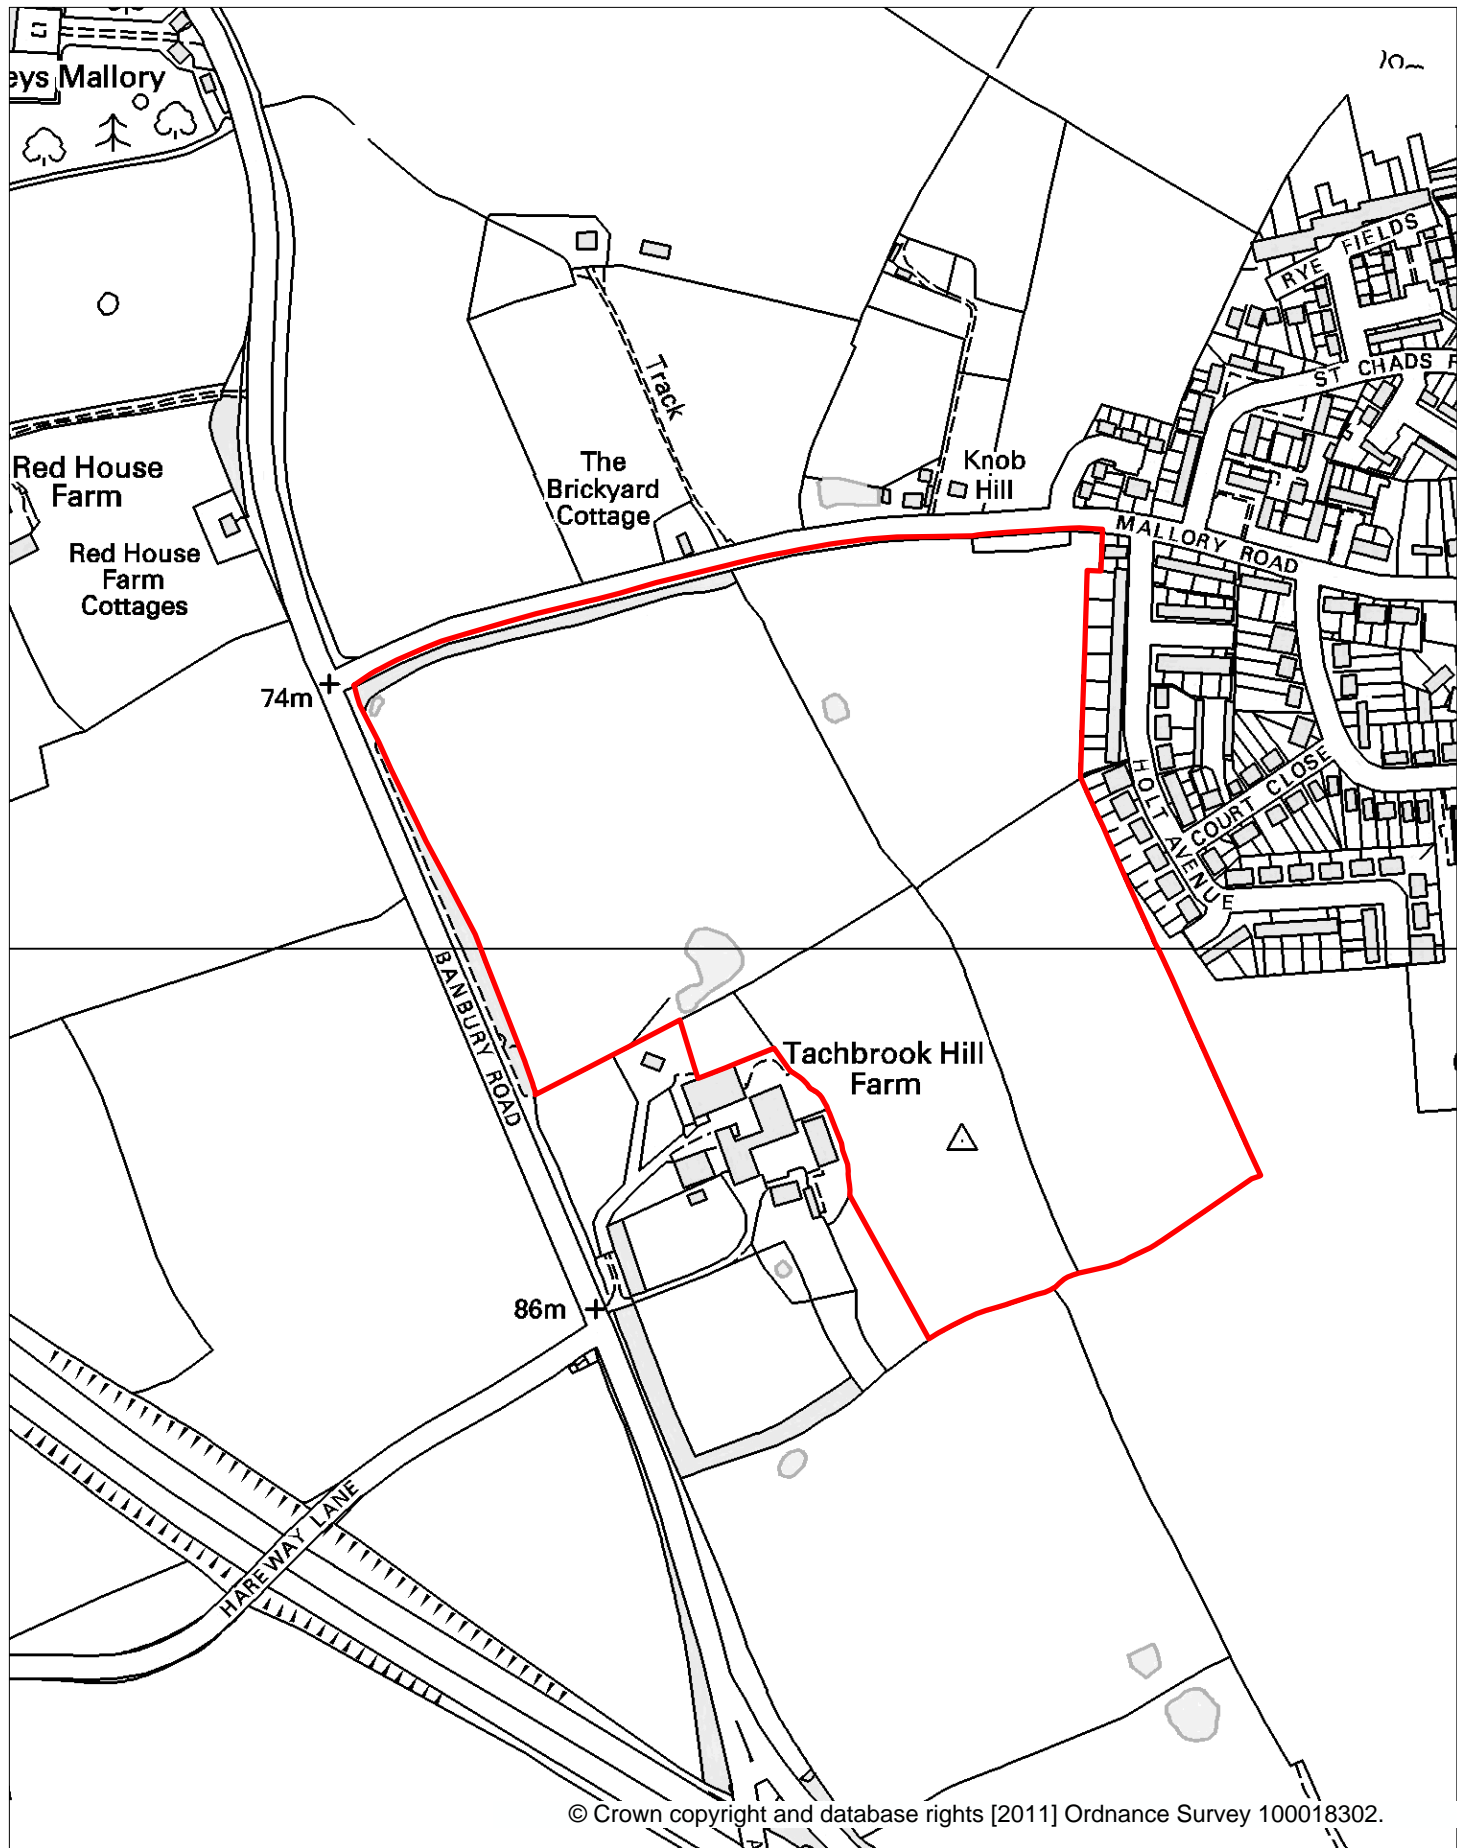 eys Mallory
RYE FIELDS
ST CHADS R
Track
Red House
Farm
The
Brickyard
Cottage
Knob
Hill
MALLORY ROAD
Red House
Farm
Cottages
74m
HOLT AVENUE
COURT CLOSE
BANBURY ROAD
Tachbrook Hill
Farm
86m
HAREWAY LANE
© Crown copyright and database rights [2011] Ordnance Survey 100018302.